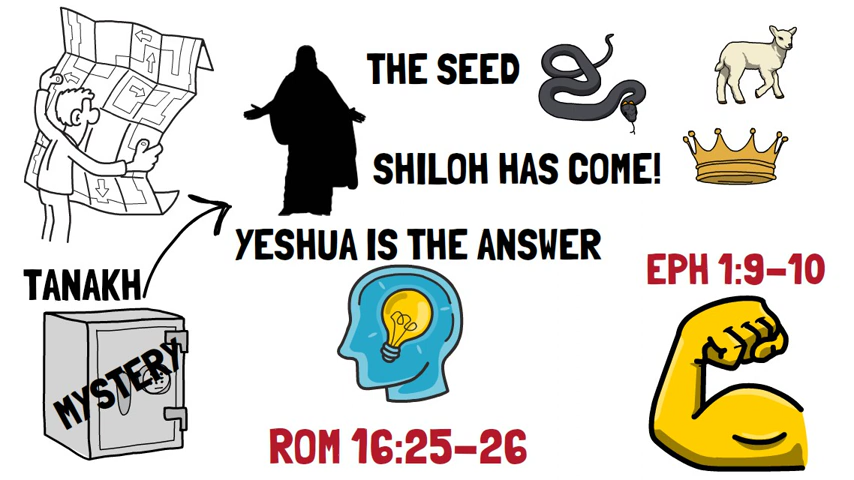 THE SEED
SHILOH HAS COME!
YESHUA IS THE ANSWER
EPH 1:9–10
TANAKH
MYSTERY
ROM 16:25–26